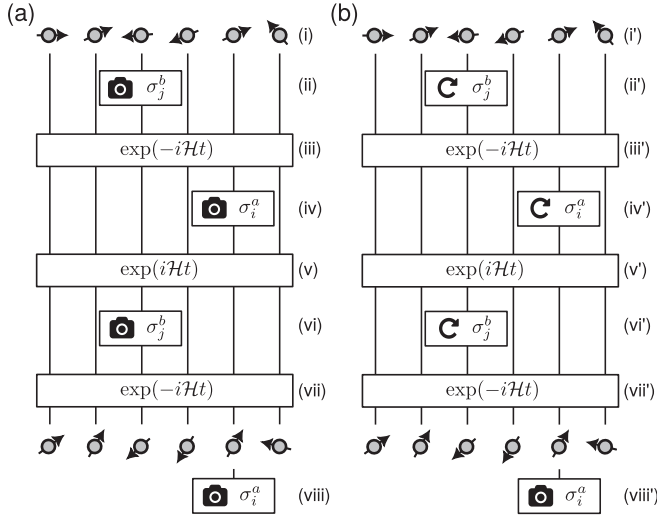 (a) (b)
(i) (i')
σ_j^b (ii) σ_j^b (ii')
exp(−iℋt) (iii) exp(−iℋt) (iii')
σ_i^a (iv) σ_i^a (iv')
exp(iℋt) (v) exp(iℋt) (v')
σ_j^b (vi) σ_j^b (vi')
exp(−iℋt) (vii) exp(−iℋt) (vii')
σ_i^a (viii) σ_i^a (viii')